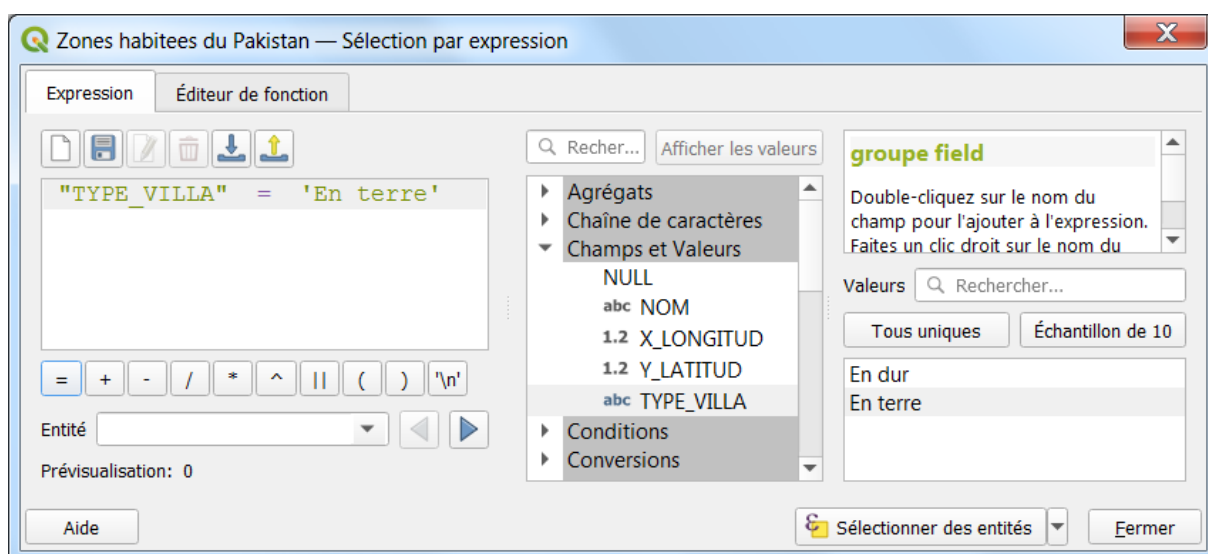 Zones habitees du Pakistan — Sélection par expression
X
Expression
Éditeur de fonction
"TYPE_VILLA" = 'En terre'
= + - / * ^ || ( ) '\n'
Entité
Prévisualisation: 0
Recher...
Afficher les valeurs
Agrégats
Chaîne de caractères
Champs et Valeurs
NULL
abc NOM
1.2 X_LONGITUD
1.2 Y_LATITUD
abc TYPE_VILLA
Conditions
Conversions
groupe field
Double-cliquez sur le nom du
champ pour l'ajouter à l'expression.
Faites un clic droit sur le nom du
Valeurs
Rechercher...
Tous uniques
Échantillon de 10
En dur
En terre
Aide
ε Sélectionner des entités
Fermer